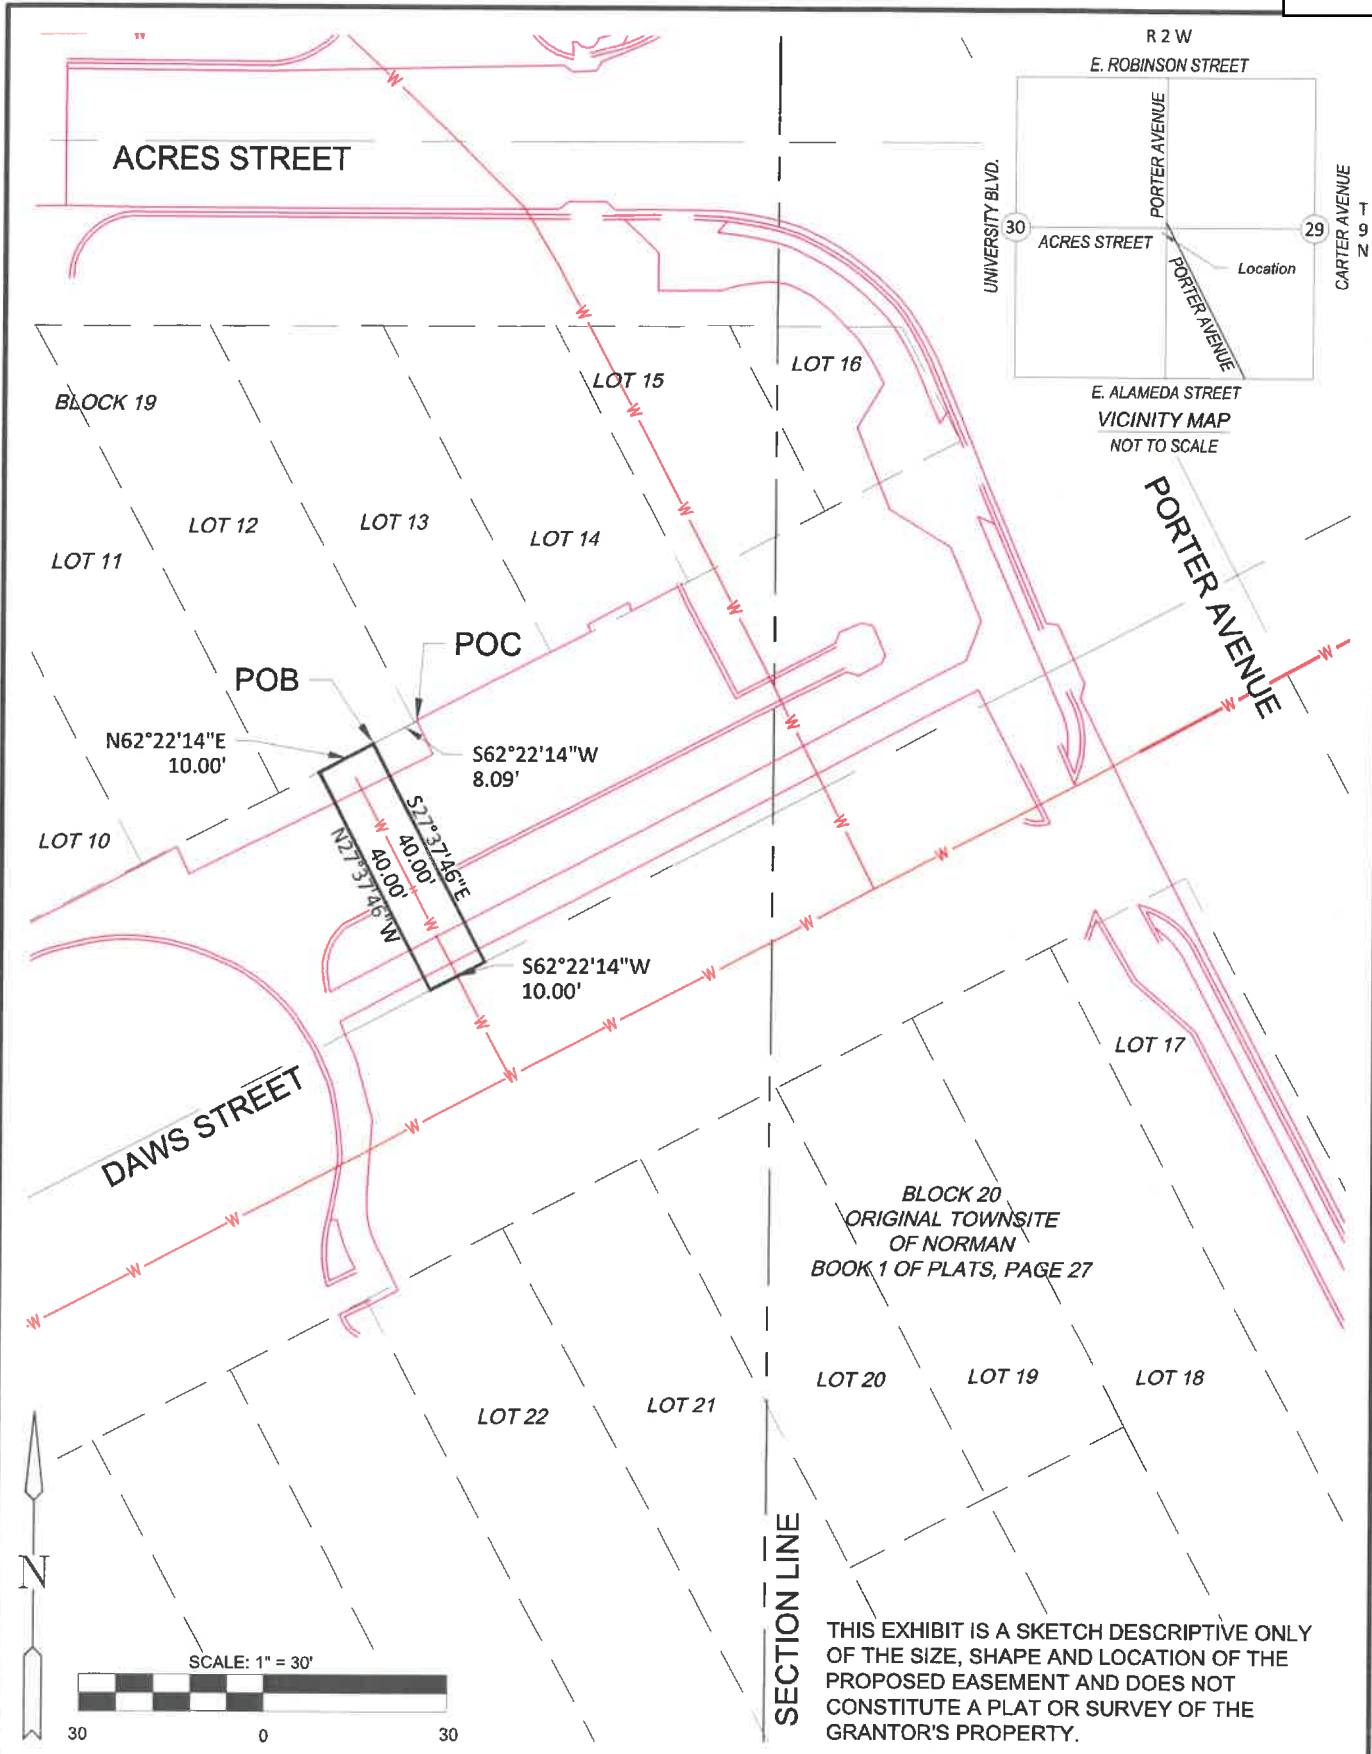 R 2 W
E. ROBINSON STREET
PORTER AVENUE
UNIVERSITY BLVD.
30
ACRES STREET
29
CARTER AVENUE
T
9
N
Location
PORTER AVENUE
E. ALAMEDA STREET
VICINITY MAP
NOT TO SCALE
W
W
ACRES STREET
W
LOT 16
LOT 15
BLOCK 19
W
W
LOT 12
LOT 13
LOT 14
LOT 11
PORTER AVENUE
W
POC
POB
W
W
N62°22'14"E
10.00'
S62°22'14"W
8.09'
W
S27°37'46"E
40.00'
W
40.00'
N27°37'46"W
W
LOT 10
W
W
W
W
S62°22'14"W
10.00'
W
W
W
LOT 17
W
DAWS STREET
W
W
W
W
BLOCK 20
ORIGINAL TOWNSITE
OF NORMAN
BOOK 1 OF PLATS, PAGE 27
LOT 20
LOT 19
LOT 18
LOT 22
LOT 21
N
SECTION LINE
SCALE: 1" = 30'
30
0
30
THIS EXHIBIT IS A SKETCH DESCRIPTIVE ONLY
OF THE SIZE, SHAPE AND LOCATION OF THE
PROPOSED EASEMENT AND DOES NOT
CONSTITUTE A PLAT OR SURVEY OF THE
GRANTOR'S PROPERTY.